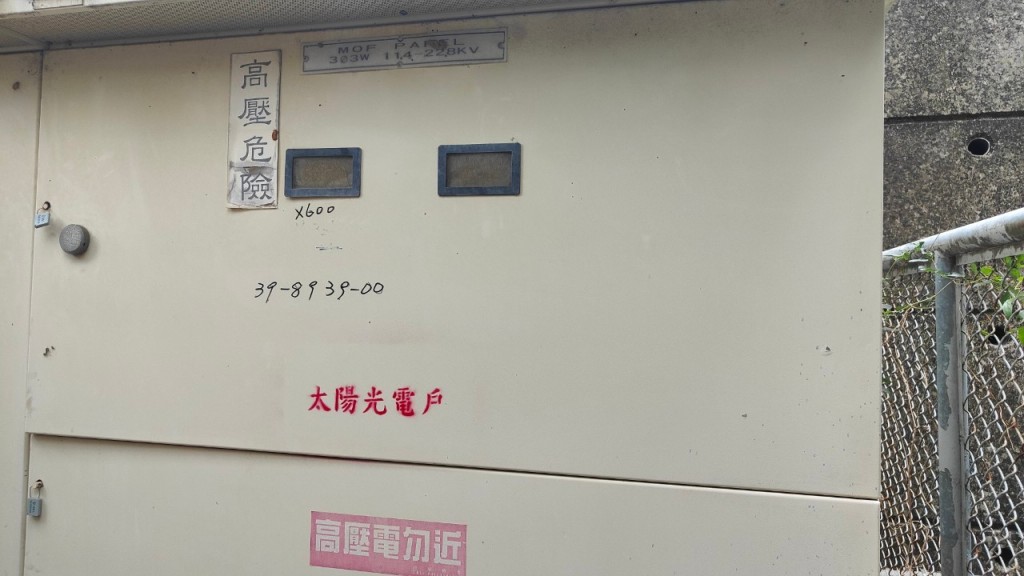 MOF PANEL
303W 11.4-22.8KV
高壓危險
X600
39-8939-00
太陽光電戶
高壓電勿近